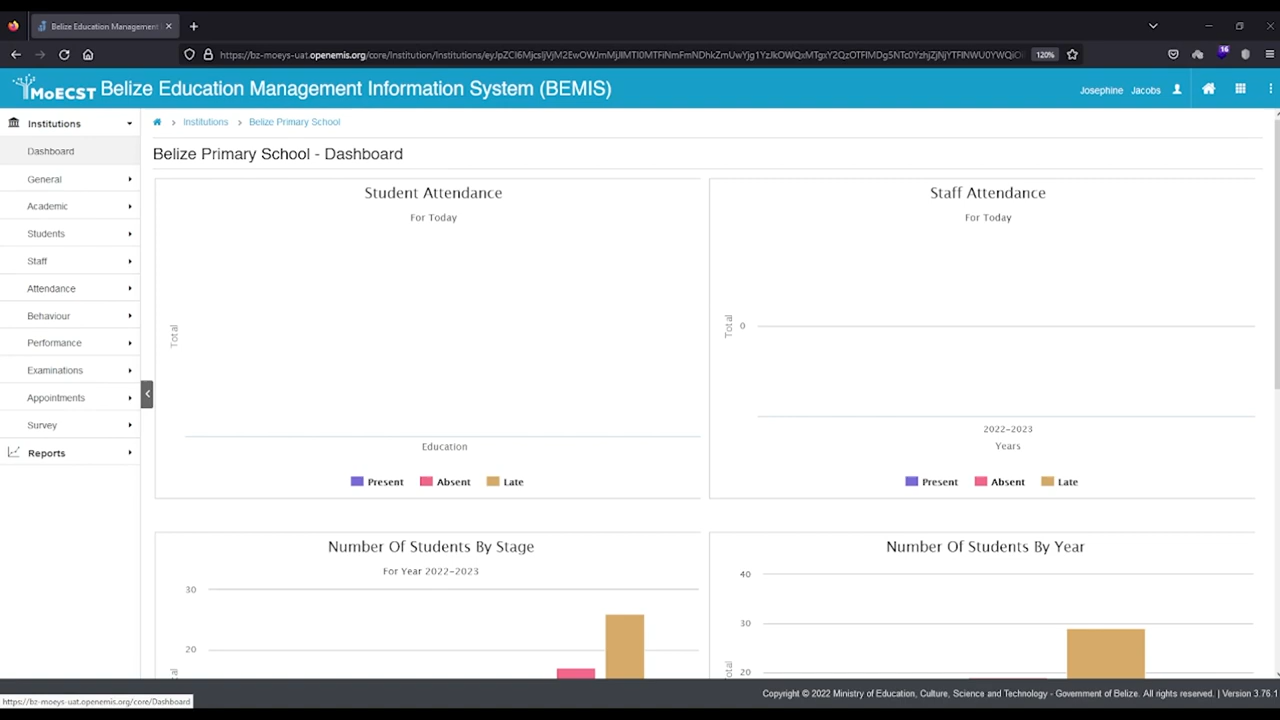 Belize Education Management
16
https://bz-moeys-uat.openemis.org/core/Institution/Institutions/
120%
MoECST Belize Education Management Information System (BEMIS)
Josephine Jacobs
Institutions
Institutions > Belize Primary School
Dashboard
Belize Primary School - Dashboard
General
Academic
Students
Staff
Attendance
Behaviour
Performance
Examinations
Appointments
Survey
Reports
Student Attendance
For Today
Total
Education
Present Absent Late
Staff Attendance
For Today
Total
0
2022-2023
Years
Present Absent Late
Number Of Students By Stage
For Year 2022-2023
30
20
Number Of Students By Year
40
30
20
https://bz-moeys-uat.openemis.org/core/Dashboard
Copyright © 2022 Ministry of Education, Culture, Science and Technology - Government of Belize. All rights reserved. | Version 3.76.1